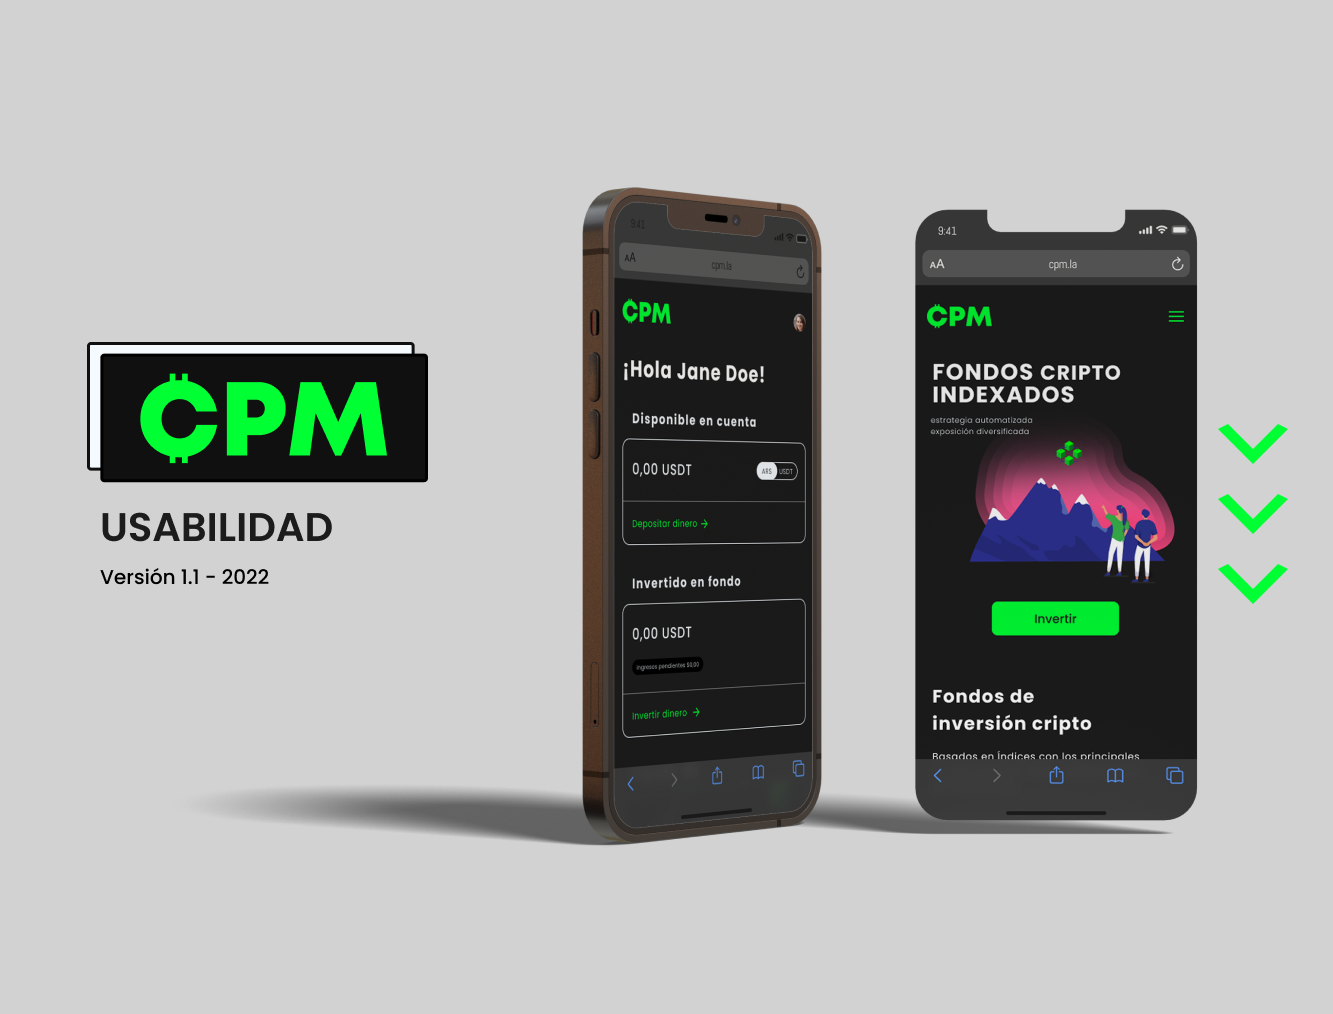 CPM
USABILIDAD
Versión 1.1 - 2022
9:41
AA
cpm.la
CPM
¡Hola Jane Doe!
Disponible en cuenta
0,00 USDT
ARS USDT
Depositar dinero →
Invertido en fondo
0,00 USDT
Ingresos pendientes $0,00
Invertir dinero →
9:41
AA
cpm.la
CPM
FONDOS CRIPTO
INDEXADOS
estrategia automatizada
exposición diversificada
Invertir
Fondos de
inversión cripto
Basados en Índices con los principales